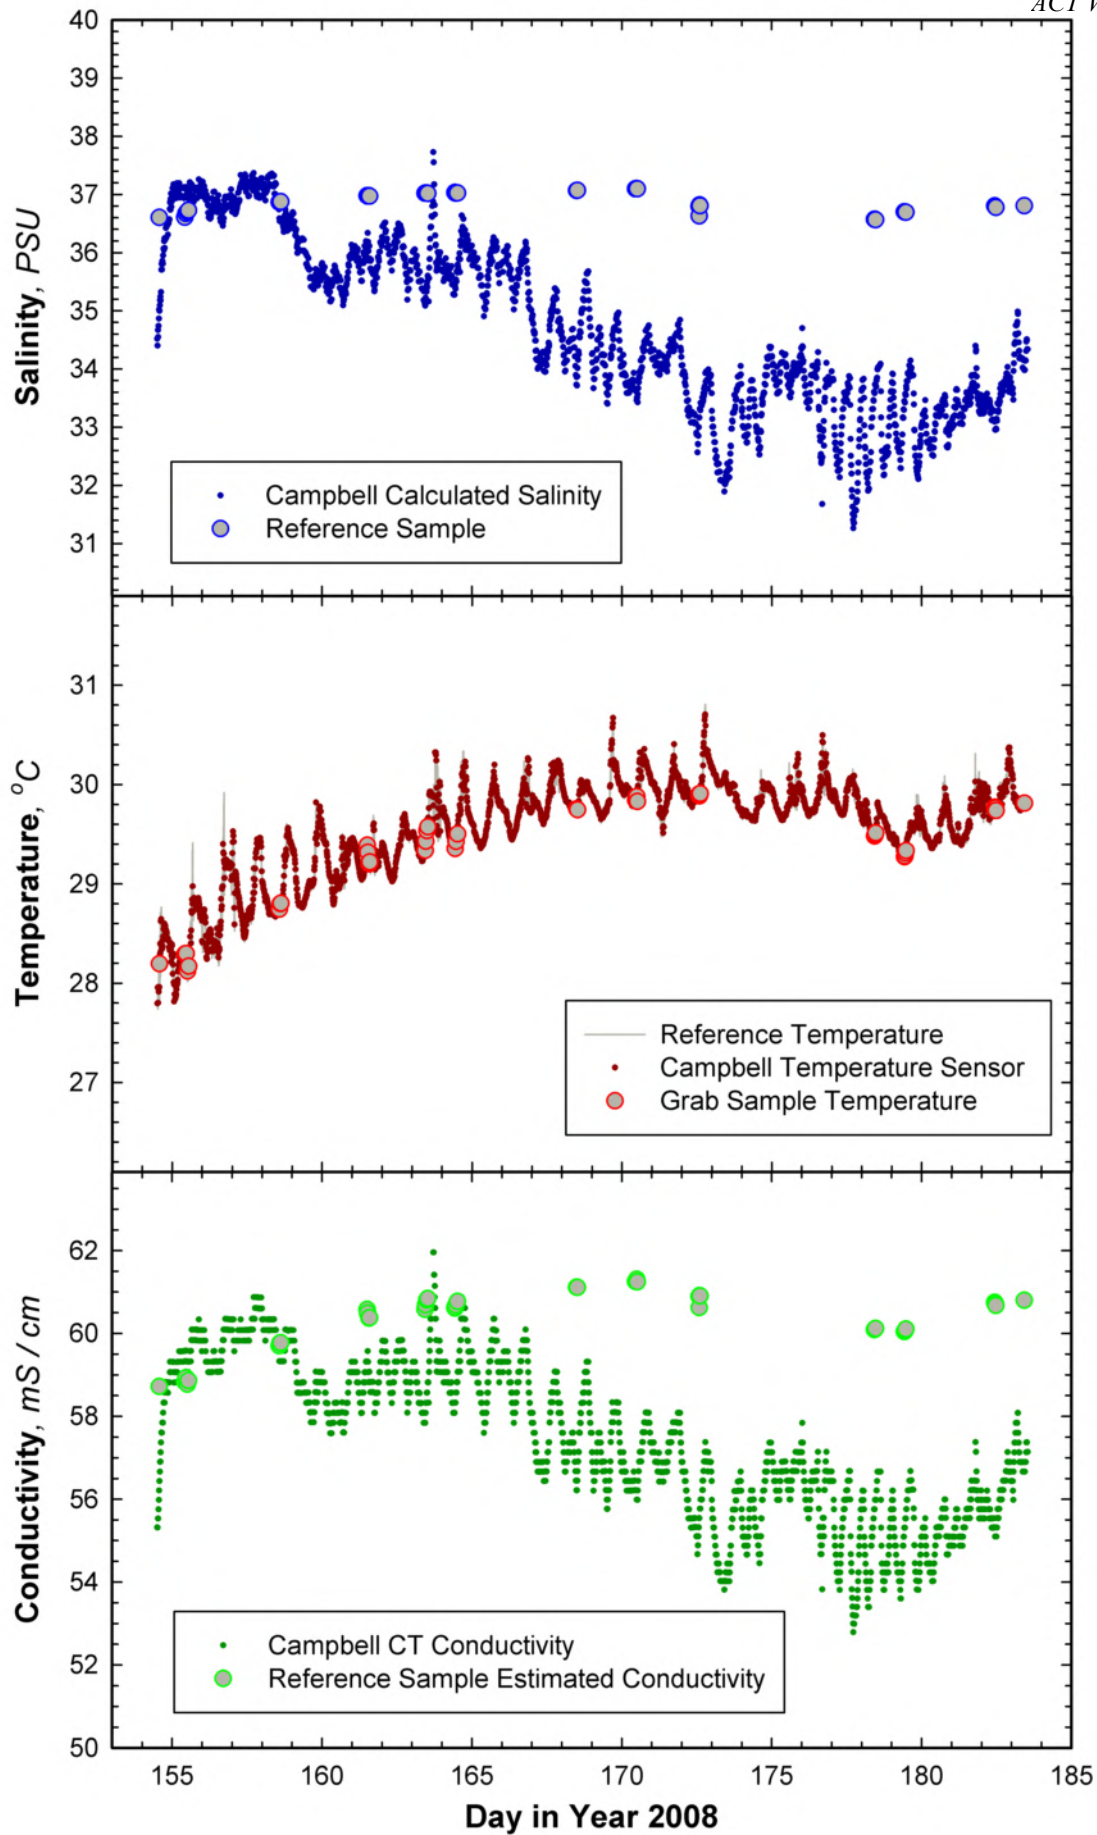 ACT V
40
39
38
37
36
35
34
33
32
31
Salinity, PSU
Campbell Calculated Salinity
Reference Sample
31
30
29
28
27
Temperature, °C
Reference Temperature
Campbell Temperature Sensor
Grab Sample Temperature
62
60
58
56
54
52
50
Conductivity, mS / cm
Campbell CT Conductivity
Reference Sample Estimated Conductivity
155 160 165 170 175 180 185
Day in Year 2008